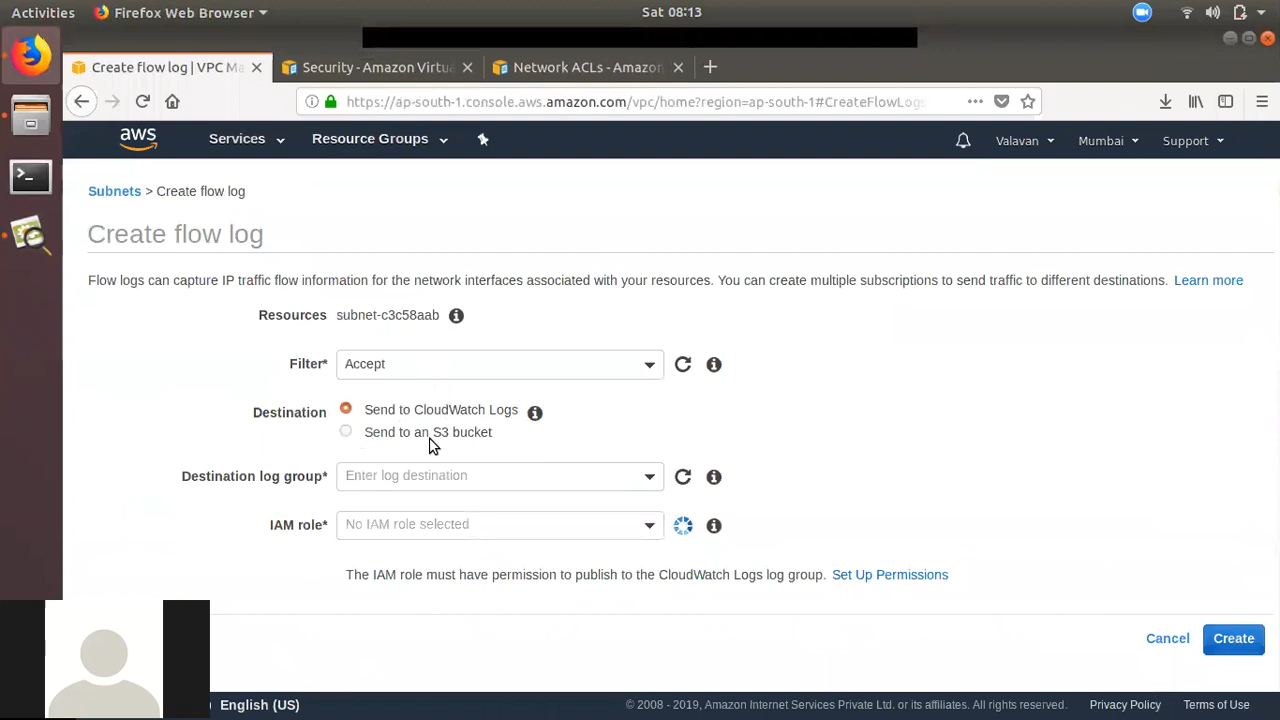 Activities Firefox Web Browser Sat 08:13
Create flow log | VPC Ma Security - Amazon Virtu Network ACLs - Amazon
https://ap-south-1.console.aws.amazon.com/vpc/home?region=ap-south-1#CreateFlowLogs
aws Services Resource Groups Valavan Mumbai Support
Subnets > Create flow log
Create flow log
Flow logs can capture IP traffic flow information for the network interfaces associated with your resources. You can create multiple subscriptions to send traffic to different destinations. Learn more
Resources subnet-c3c58aab
Filter* Accept
Destination Send to CloudWatch Logs
Send to an S3 bucket
Destination log group* Enter log destination
IAM role* No IAM role selected
The IAM role must have permission to publish to the CloudWatch Logs log group. Set Up Permissions
Cancel Create
English (US) © 2008 - 2019, Amazon Internet Services Private Ltd. or its affiliates. All rights reserved. Privacy Policy Terms of Use